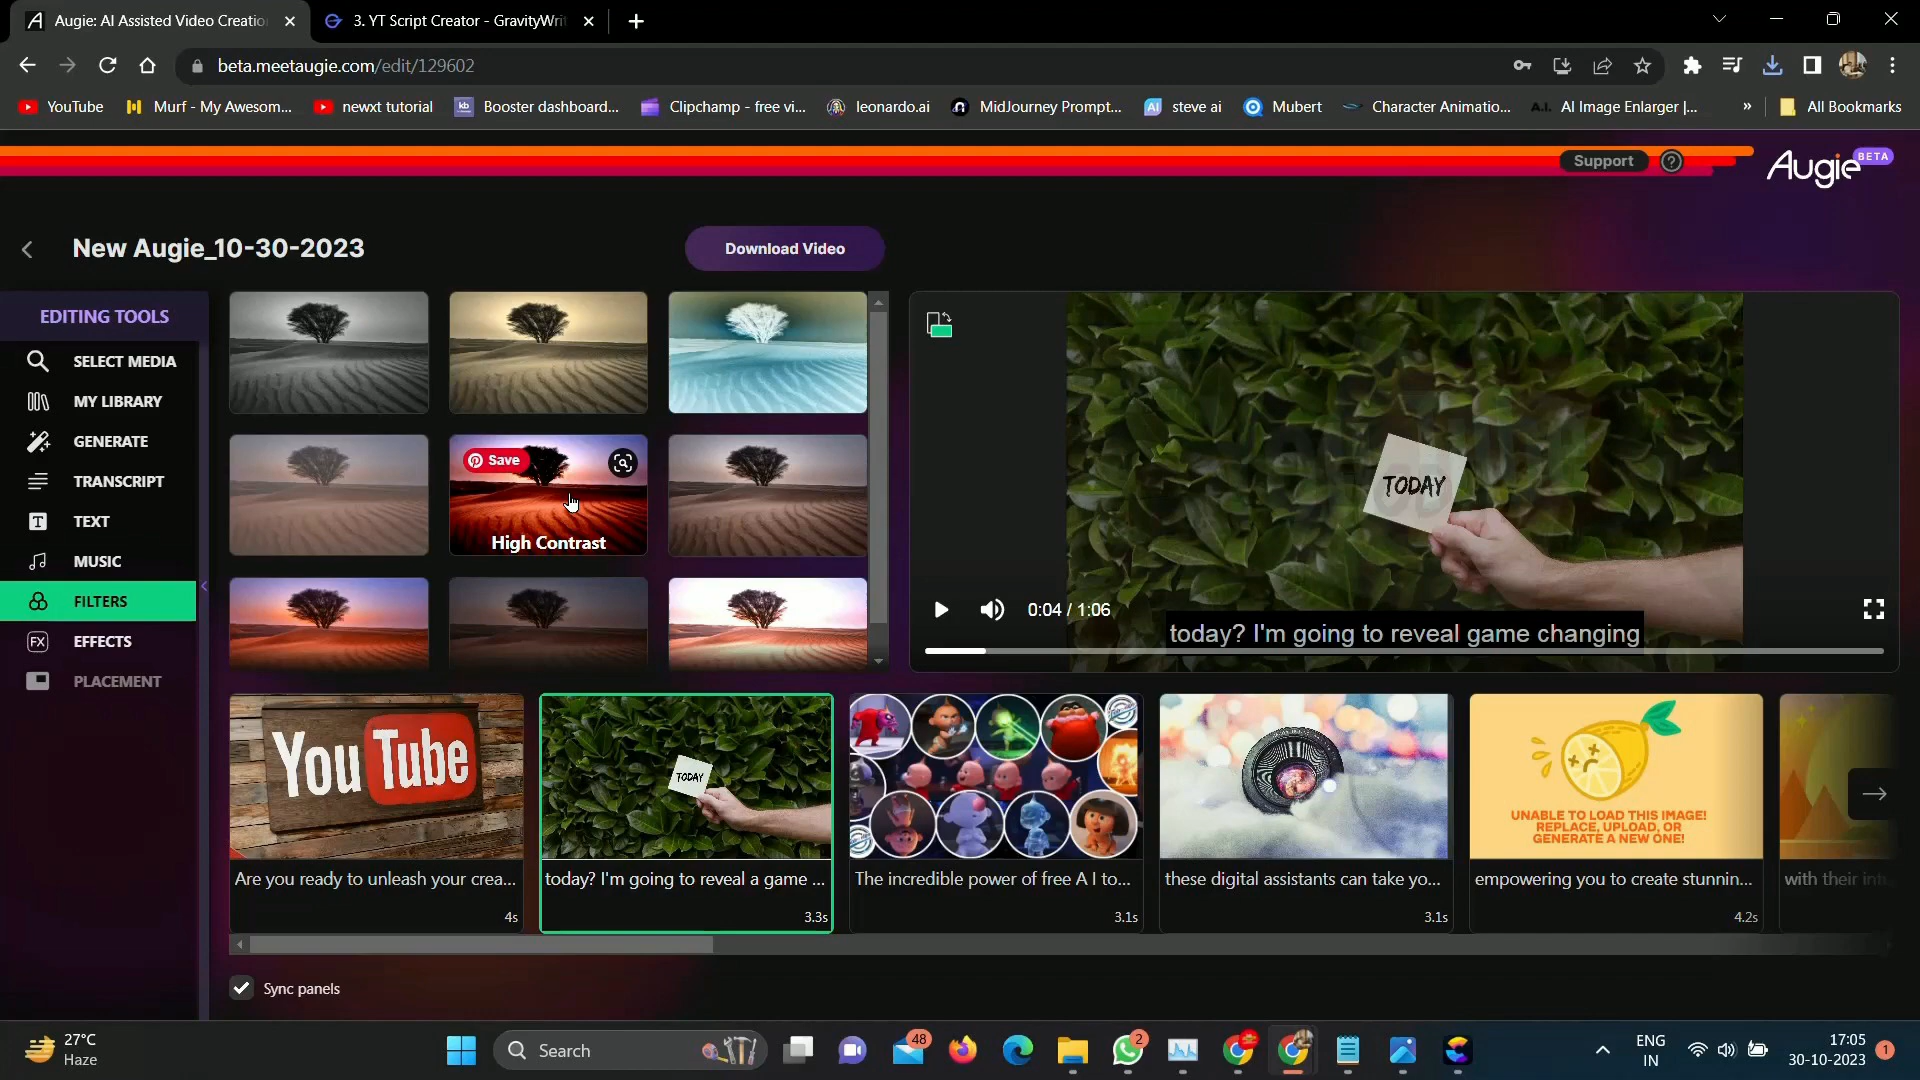 Augie: AI Assisted Video Creatio
3. YT Script Creator - GravityWri
beta.meetaugie.com/edit/129602
YouTube
Murf - My Awesom...
newxt tutorial
kb
Booster dashboard...
Clipchamp - free vi...
leonardo.ai
MidJourney Prompt...
AI
steve ai
Mubert
Character Animatio...
A.I.
AI Image Enlarger |...
»
All Bookmarks
Support
?
Augie
BETA
New Augie_10-30-2023
Download Video
EDITING TOOLS
SELECT MEDIA
MY LIBRARY
GENERATE
TRANSCRIPT
T
TEXT
MUSIC
FILTERS
FX
EFFECTS
PLACEMENT
Save
High Contrast
TODAY
0:04 / 1:06
today? I'm going to reveal game changing
You Tube
TODAY
UNABLE TO LOAD THIS IMAGE!
REPLACE, UPLOAD, OR
GENERATE A NEW ONE!
Are you ready to unleash your crea...
4s
today? I'm going to reveal a game ...
3.3s
The incredible power of free A I to...
3.1s
these digital assistants can take yo...
3.1s
empowering you to create stunnin...
4.2s
with their int
Sync panels
27°C
Haze
Search
48
2
ENG
IN
17:05
30-10-2023
1